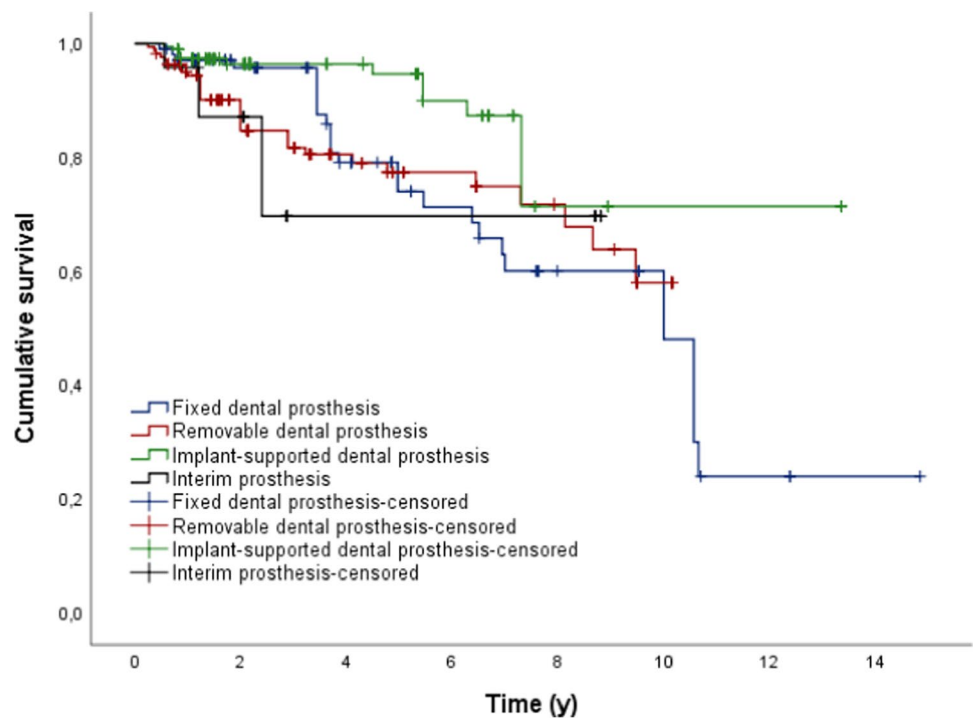 Cumulative survival
1,0
0,8
0,6
0,4
0,2
0,0
Fixed dental prosthesis
Removable dental prosthesis
Implant-supported dental prosthesis
Interim prosthesis
Fixed dental prosthesis-censored
Removable dental prosthesis-censored
Implant-supported dental prosthesis-censored
Interim prosthesis-censored
0 2 4 6 8 10 12 14
Time (y)